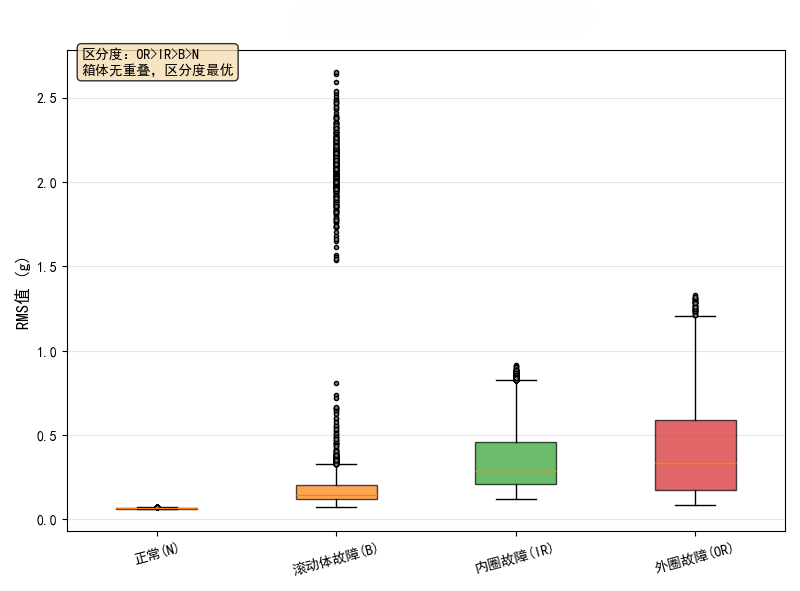 区分度：OR>IR>B>N
箱体无重叠，区分度最优
2.5
2.0
1.5
1.0
0.5
0.0
RMS值 (g)
正常(N)
滚动体故障(B)
内圈故障(IR)
外圈故障(OR)